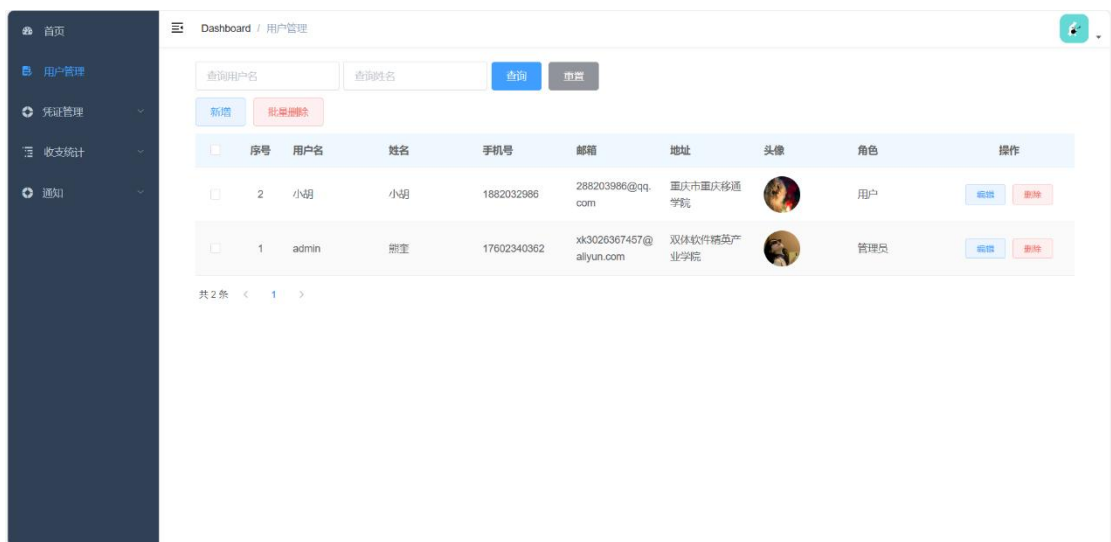 首页
用户管理
凭证管理
收支统计
通知
Dashboard / 用户管理
查询用户名 查询姓名 查询 重置
新增 批量删除
序号 用户名 姓名 手机号 邮箱 地址 头像 角色 操作
2 小胡 小胡 1882032986 288203986@qq. 重庆市重庆移通 用户 编辑 删除
com 学院
1 admin 熊奎 17602340362 xk3026367457@ 双体软件精英产 管理员 编辑 删除
aliyun.com 业学院
共 2 条 < 1 >